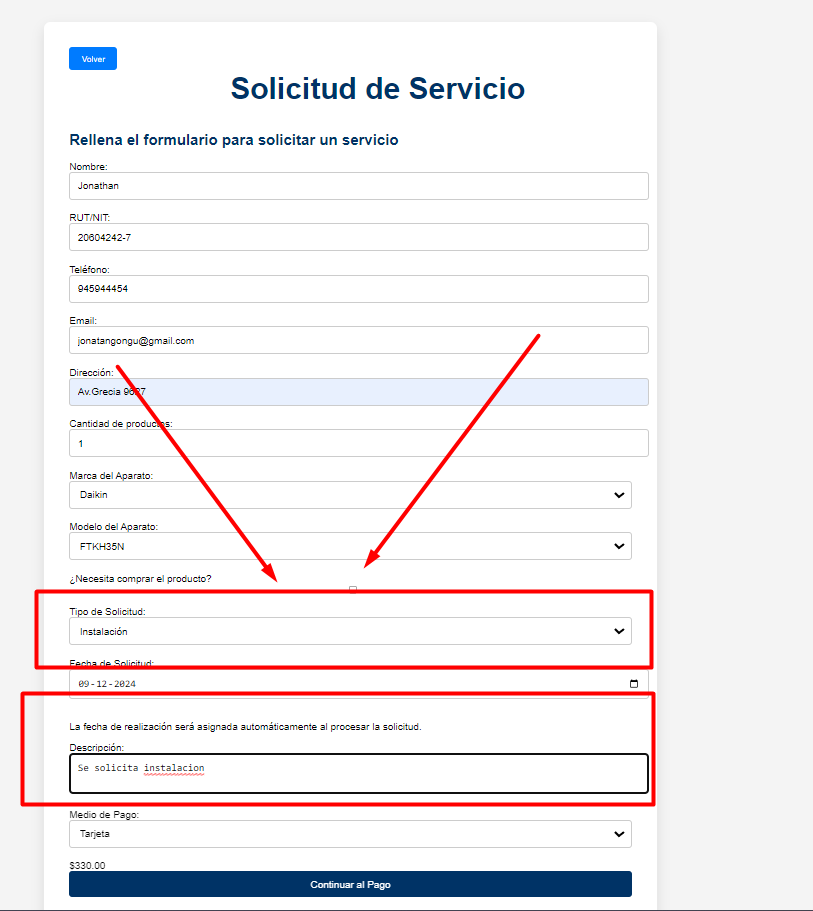 Volver
Solicitud de Servicio
Rellena el formulario para solicitar un servicio
Nombre:
Jonathan
RUT/NIT:
20604242-7
Teléfono:
945944454
Email:
jonatangongu@gmail.com
Dirección:
Av.Grecia
Cantidad de productos:
1
Marca del Aparato:
Daikin
Modelo del Aparato:
FTKH35N
¿Necesita comprar el producto?
Tipo de Solicitud:
Instalación
Fecha de Solicitud:
09-12-2024
La fecha de realización será asignada automáticamente al procesar la solicitud.
Descripción:
Se solicita instalacion
Medio de Pago:
Tarjeta
$330.00
Continuar al Pago